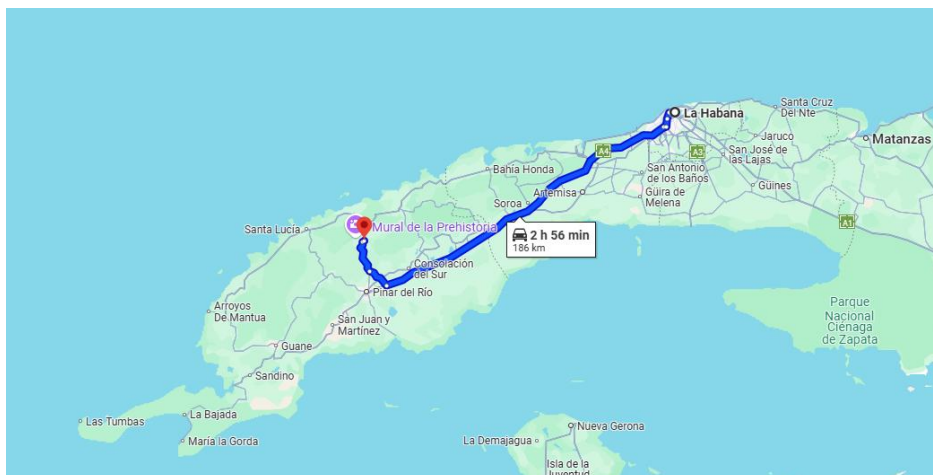 La Habana
Santa Cruz
Del Nte
Jaruco
Matanzas
A4
A3
San José de
las Lajas
San Antonio
de los Baños
Bahía Honda
Artemisa
Güira de
Melena
Güines
Soroa
A1
Santa Lucía
Mural de la Prehistoria
2 h 56 min
186 km
Consolación
del Sur
Pinar del Río
Arroyos
De Mantua
San Juan y
Martínez
Parque
Nacional
Ciénaga
de Zapata
Guane
Sandino
Las Tumbas
La Bajada
María la Gorda
Nueva Gerona
La Demajagua
Isla de la
Juventud